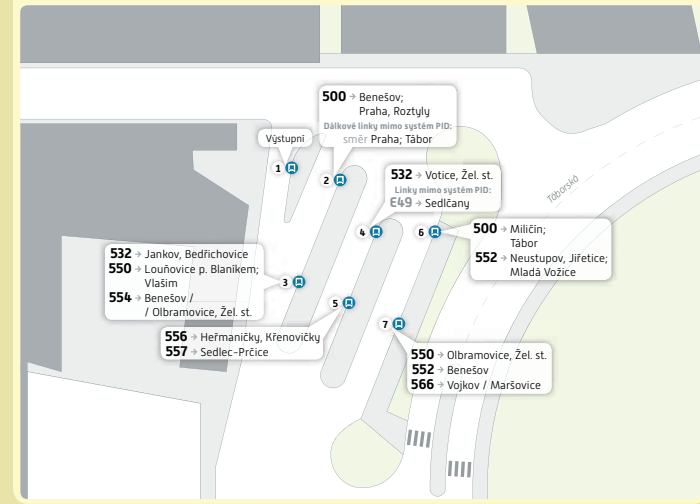 500 → Benešov;
Praha, Roztyly
Dálkové linky mimo systém PID:
směr Praha; Tábor
Výstupní
1
2
532 → Votice, Žel. st.
Linky mimo systém PID:
E49 → Sedlčany
Táborská
4
6
500 → Miličín;
Tábor
552 → Neustupov, Jiřetice;
Mladá Vožice
532 → Jankov, Bedřichovice
550 → Louňovice p. Blaníkem;
Vlašim
554 → Benešov /
/ Olbramovice, Žel. st.
3
5
7
556 → Heřmaničky, Křenovičky
557 → Sedlec-Prčice
550 → Olbramovice, Žel. st.
552 → Benešov
566 → Vojkov / Maršovice